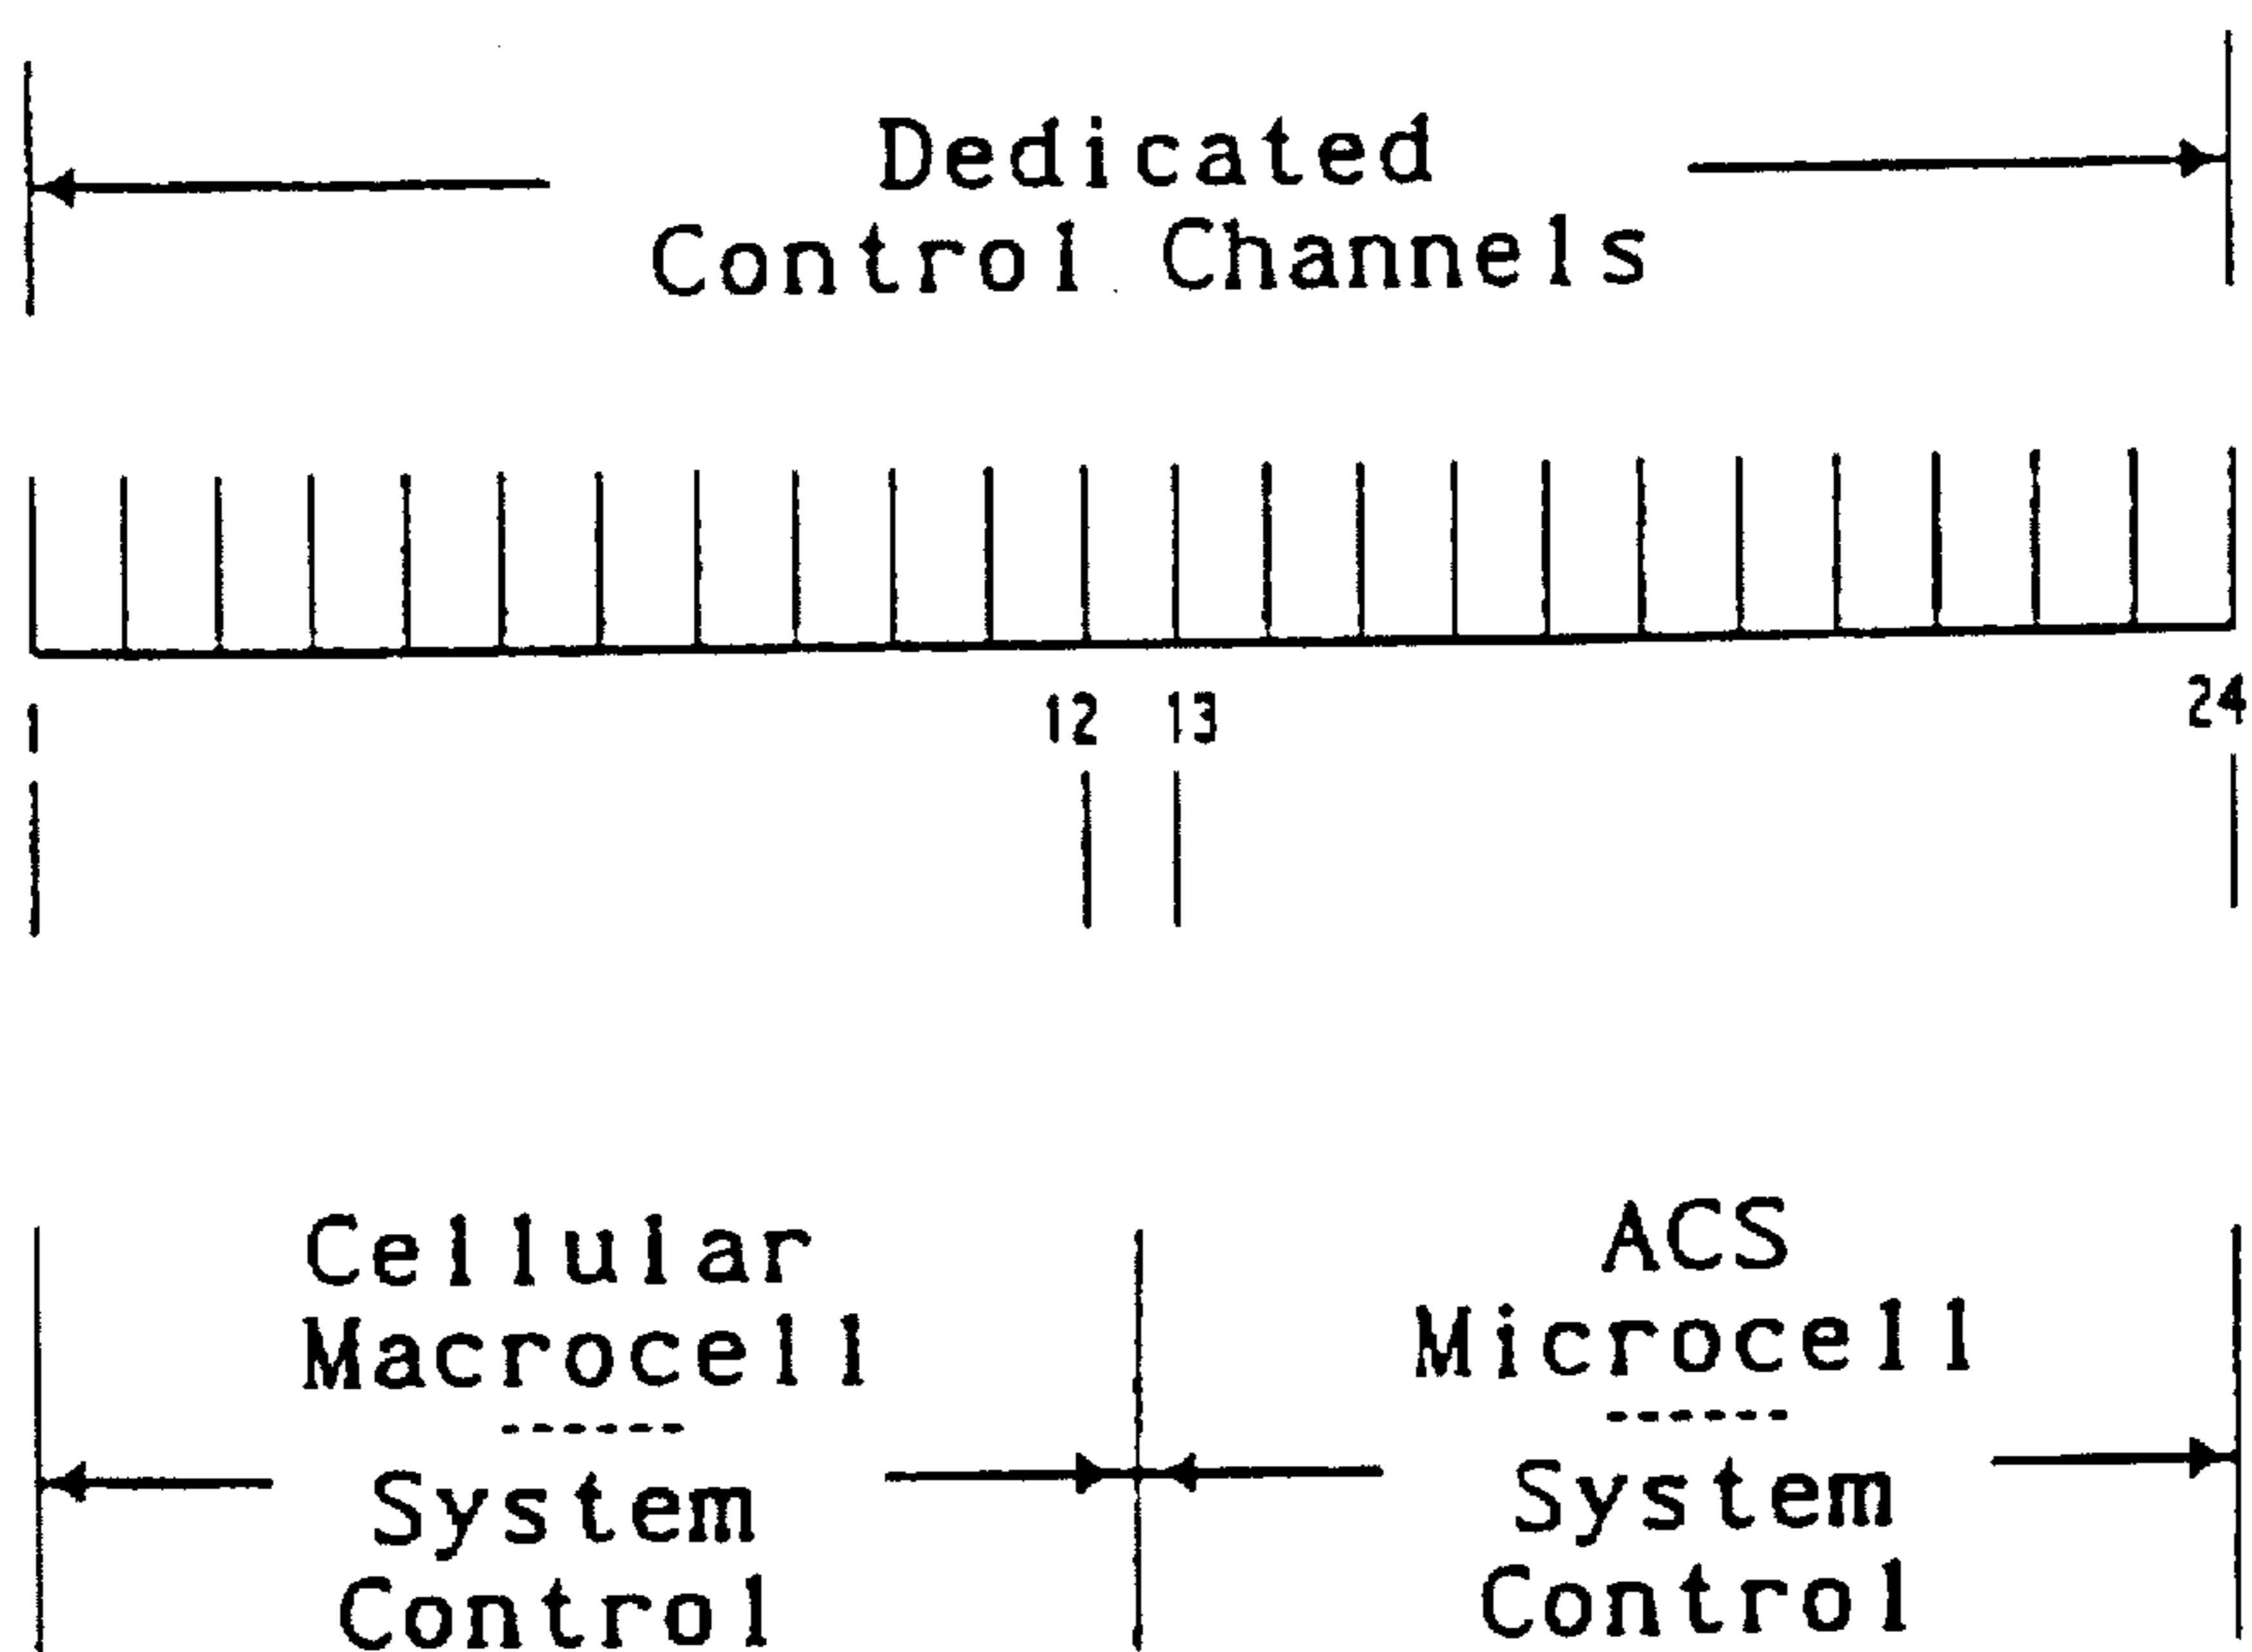 Dedicated
Control Channels
1 12 13 24
Cellular
Macrocell
------
System
Control
ACS
Microcell
------
System
Control